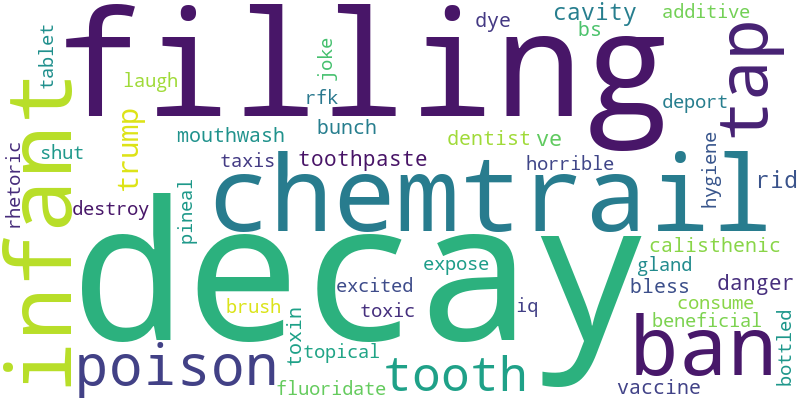 filling
decay
chemtrail
infant
ban
tap
poison
tooth
tablet
laugh
joke
dye
cavity
bs
additive
rfk
bunch
mouthwash
deport
trump
shut
rhetoric
taxis
toothpaste
dentist
ve
horrible
hygiene
rid
destroy
pineal
calisthenic
gland
expose
excited
bless
danger
brush
toxic
iq
consume
beneficial
toxin
topical
fluoridate
vaccine
bottled